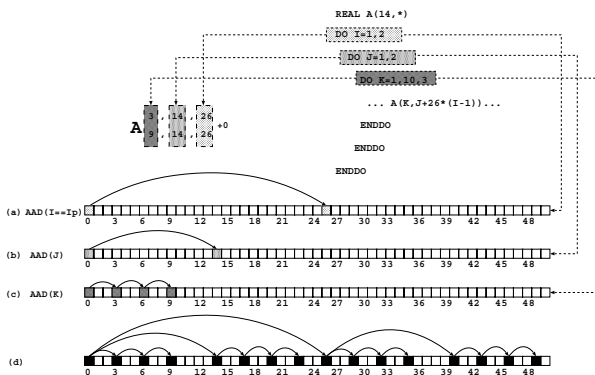 REAL A(14,*)
DO I=1,2
DO J=1,2
DO K=1,10,3
... A(K,J+26*(I-1))...
ENDDO
ENDDO
ENDDO
A 3 , 14 , 26 +0
9 , 14 , 26
(a) AAD(I==Ip)
0 3 6 9 12 15 18 21 24 27 30 33 36 39 42 45 48
(b) AAD(J)
0 3 6 9 12 15 18 21 24 27 30 33 36 39 42 45 48
(c) AAD(K)
0 3 6 9 12 15 18 21 24 27 30 33 36 39 42 45 48
(d)
0 3 6 9 12 15 18 21 24 27 30 33 36 39 42 45 48